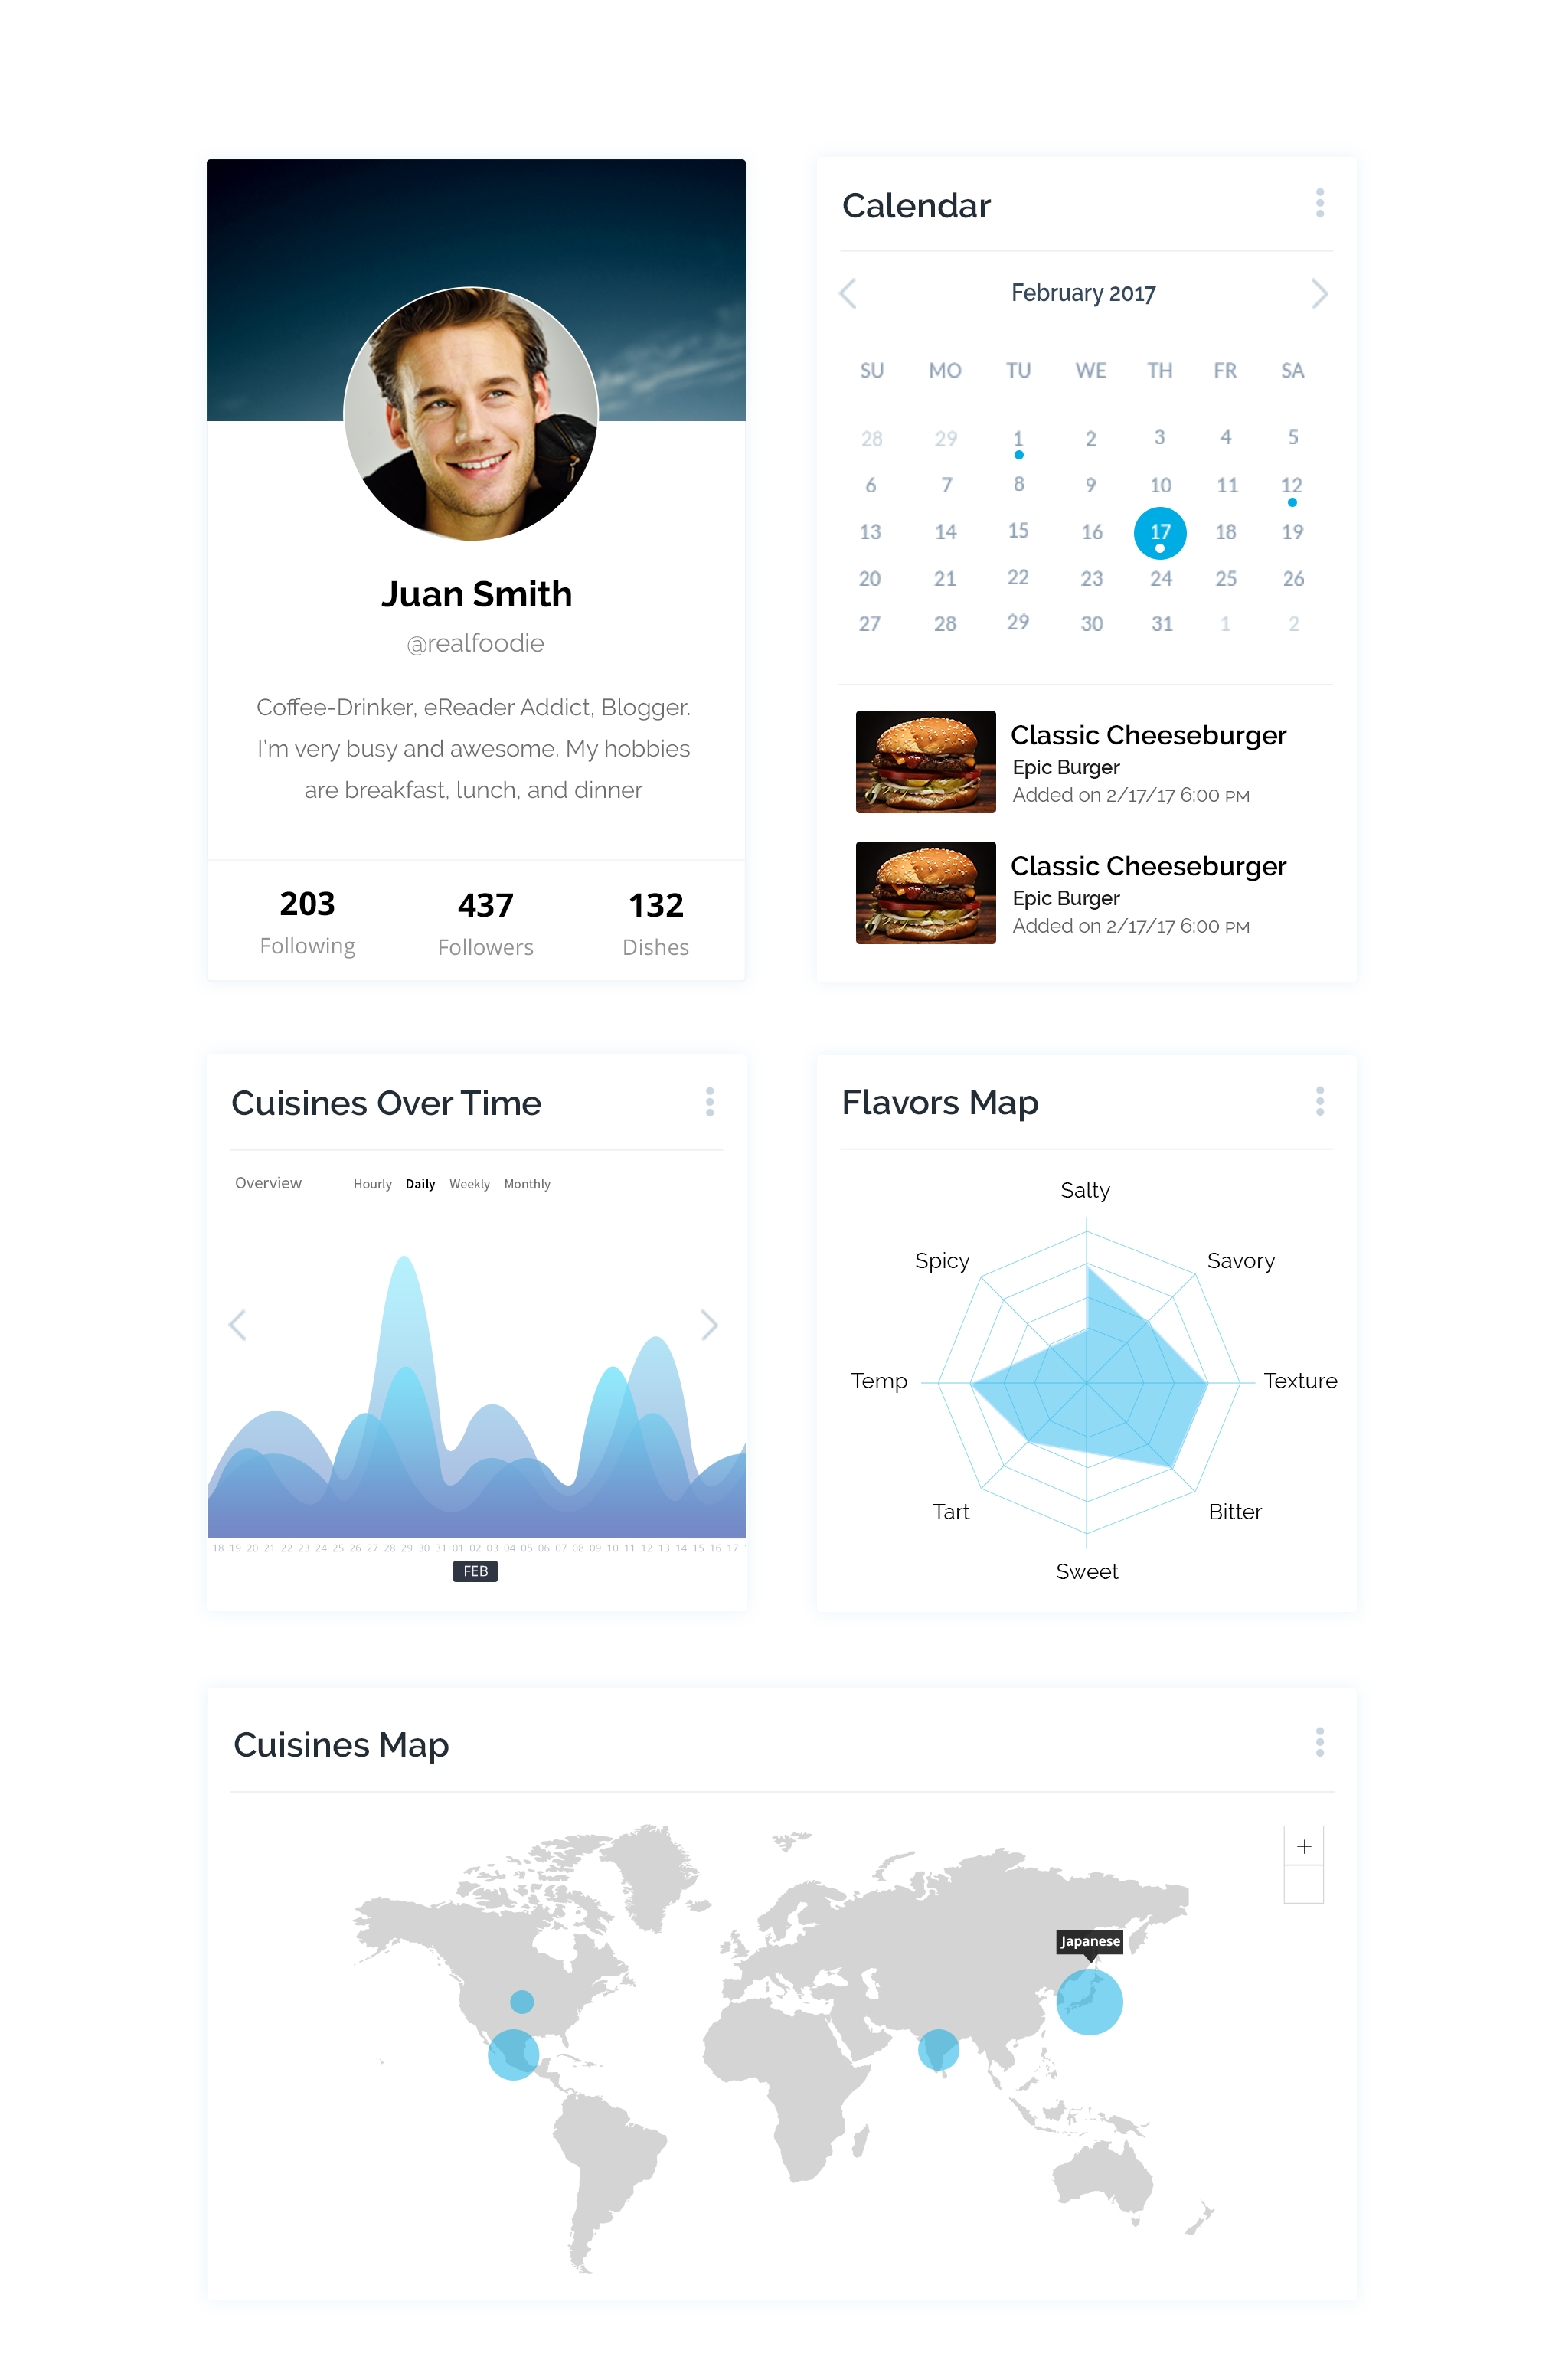 Juan Smith
@realfoodie
Coffee-Drinker, eReader Addict, Blogger.
I'm very busy and awesome. My hobbies
are breakfast, lunch, and dinner
203 437 132
Following Followers Dishes
Calendar
February 2017
SU MO TU WE TH FR SA
28 29 1 2 3 4 5
6 7 8 9 10 11 12
13 14 15 16 17 18 19
20 21 22 23 24 25 26
27 28 29 30 31 1 2
Classic Cheeseburger
Epic Burger
Added on 2/17/17 6:00 PM
Classic Cheeseburger
Epic Burger
Added on 2/17/17 6:00 PM
Cuisines Over Time
Overview Hourly Daily Weekly Monthly
18 19 20 21 22 23 24 25 26 27 28 29 30 31 01 02 03 04 05 06 07 08 09 10 11 12 13 14 15 16 17
FEB
Flavors Map
Salty
Spicy Savory
Temp Texture
Tart Bitter
Sweet
Cuisines Map
+
−
Japanese